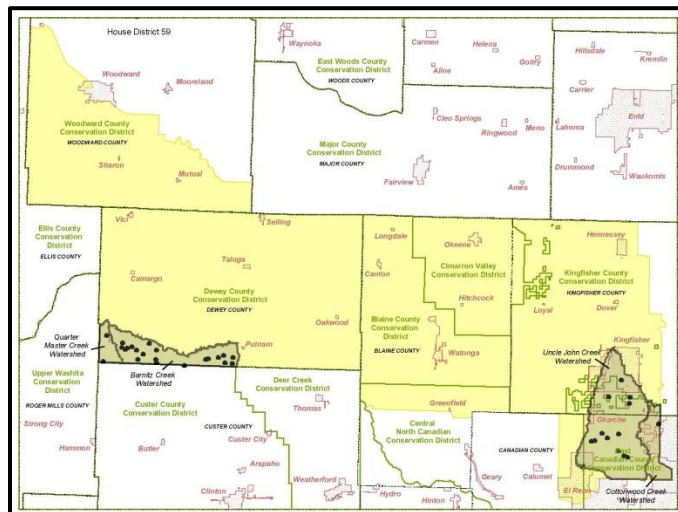 House District 59
Waynoka
East Woods County
Conservation District
WOODS COUNTY
Carmen
Helena
Goltry
Aline
Hillsdale
Kremlin
Carrier
Enid
Woodward
Mooreland
Woodward County
Conservation District
WOODWARD COUNTY
Sharon
Mutual
Cleo Springs
Ringwood
Meno
Lahoma
Major County
Conservation District
MAJOR COUNTY
Fairview
Ames
Drummond
Waukomis
Vici
Seiling
Ellis County
Conservation
District
ELLIS COUNTY
Taloga
Camargo
Dewey County
Conservation District
DEWEY COUNTY
Oakwood
Longdale
Okeene
Canton
Cimarron Valley
Conservation District
Hitchcock
Blaine County
Conservation
District
BLAINE COUNTY
Watonga
Hennessey
Kingfisher County
Conservation District
KINGFISHER COUNTY
Loyal
Dover
Quarter
Master Creek
Watershed
Barnitz Creek
Watershed
Putnam
Uncle John Creek
Watershed
Kingfisher
Upper Washita
Conservation
District
ROGER MILLS COUNTY
Strong City
Hammon
Custer County
Conservation District
CUSTER COUNTY
Butler
Custer City
Arapaho
Clinton
Deer Creek
Conservation District
Thomas
Weatherford
Greenfield
Central
North Canadian
Conservation District
CANADIAN COUNTY
Geary
Calumet
Hydro
Hinton
Okarche
East
Canadian County
Conservation District
El Reno
Cottonwood Creek
Watershed